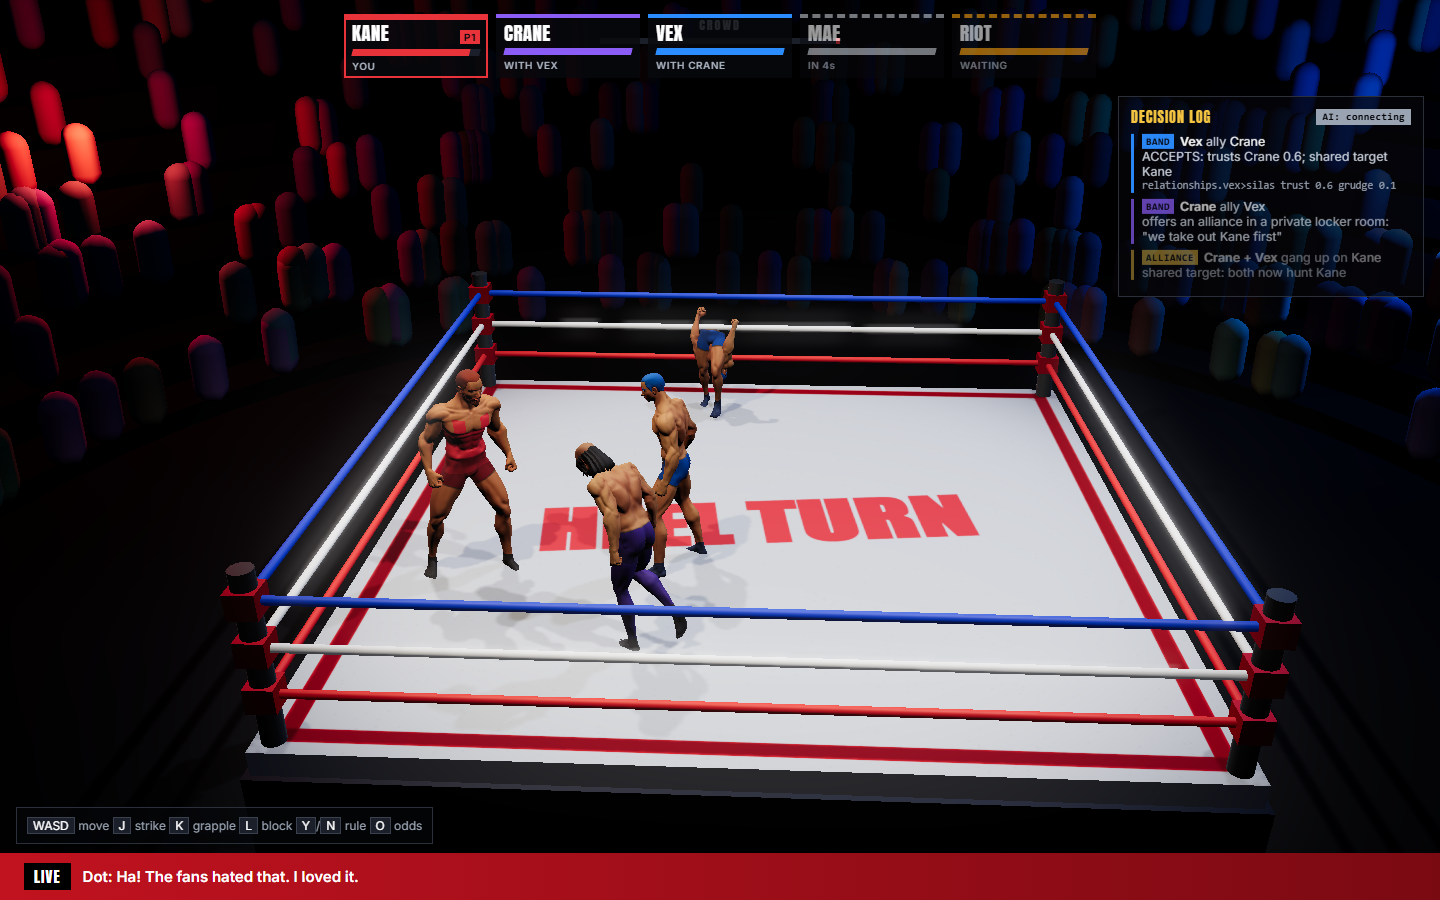 KANE P1
YOU
CRANE
WITH VEX
CROWD
VEX
WITH CRANE
MAE
IN 4s
RIOT
WAITING
DECISION LOG AI: connecting
BAND Vex ally Crane
ACCEPTS: trusts Crane 0.6; shared target
Kane
relationships.vex>silas trust 0.6 grudge 0.1
BAND Crane ally Vex
offers an alliance in a private locker room:
"we take out Kane first"
ALLIANCE Crane + Vex gang up on Kane
shared target: both now hunt Kane
HEEL TURN
WASD move J strike K grapple L block Y/N rule O odds
LIVE Dot: Ha! The fans hated that. I loved it.